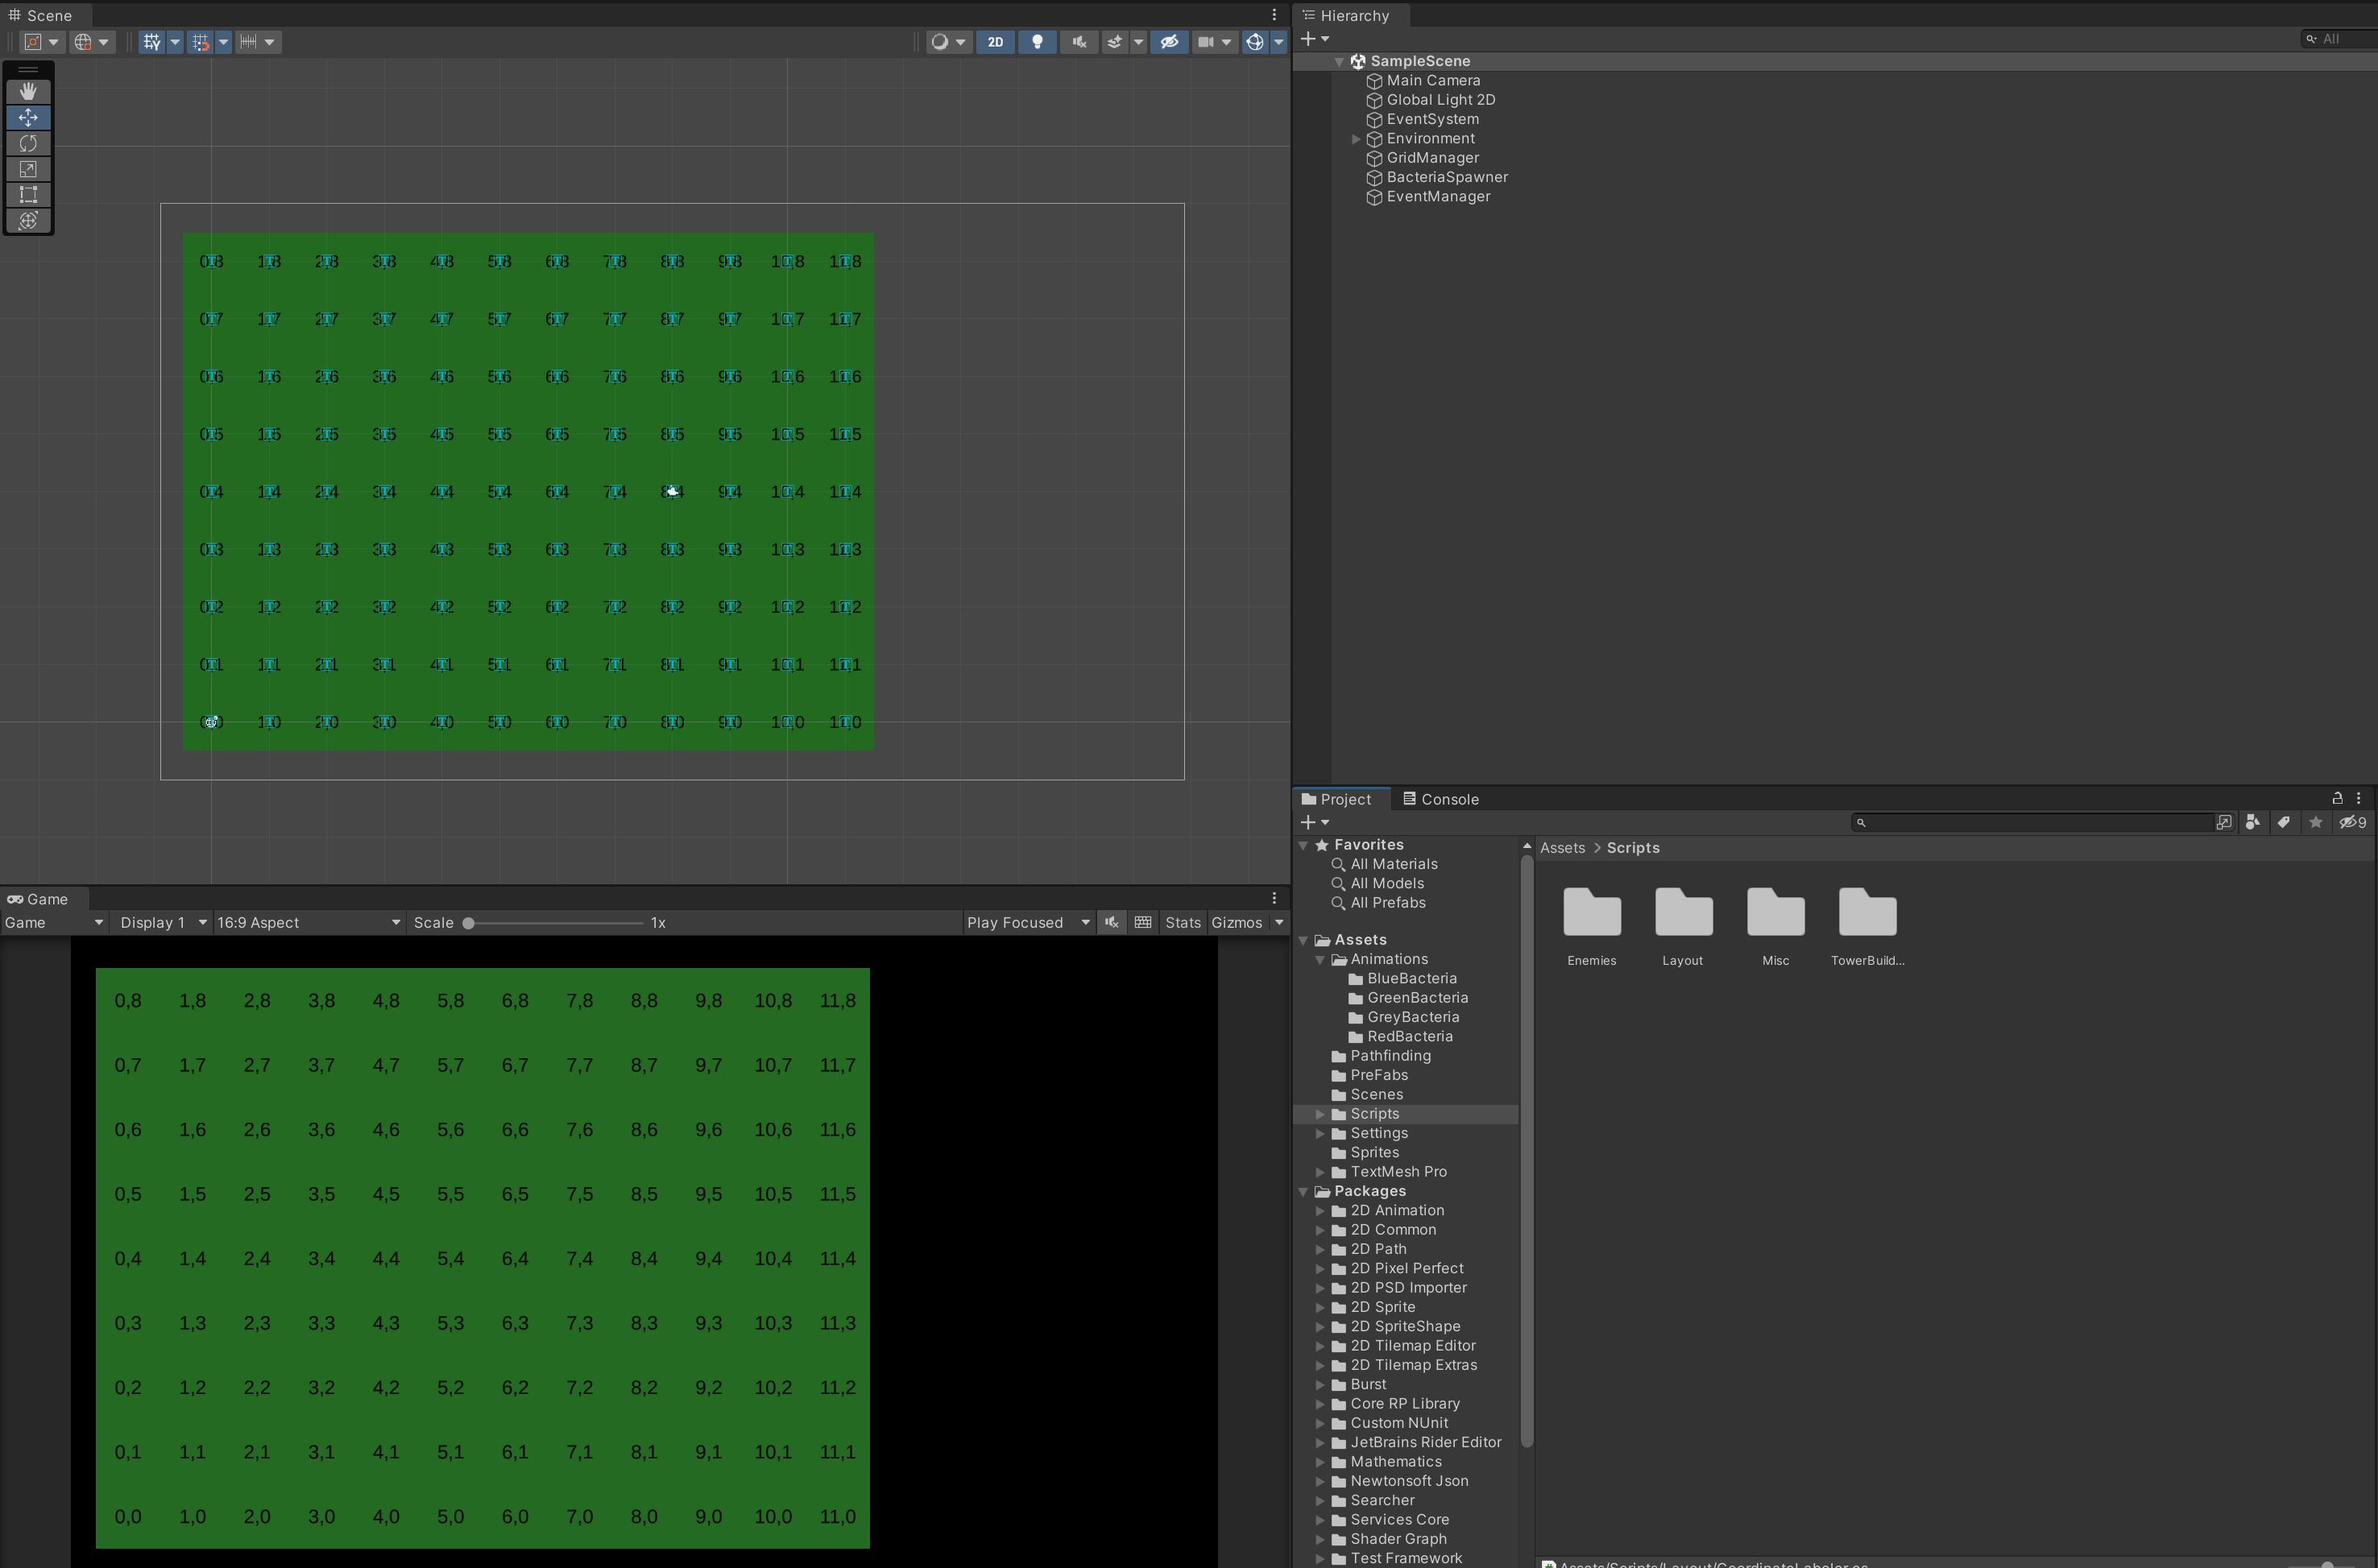 Scene
2D
0,8 1,8 2,8 3,8 4,8 5,8 6,8 7,8 8,8 9,8 10,8 11,8
0,7 1,7 2,7 3,7 4,7 5,7 6,7 7,7 8,7 9,7 10,7 11,7
0,6 1,6 2,6 3,6 4,6 5,6 6,6 7,6 8,6 9,6 10,6 11,6
0,5 1,5 2,5 3,5 4,5 5,5 6,5 7,5 8,5 9,5 10,5 11,5
0,4 1,4 2,4 3,4 4,4 5,4 6,4 7,4 9,4 10,4 11,4
0,3 1,3 2,3 3,3 4,3 5,3 6,3 7,3 8,3 9,3 10,3 11,3
0,2 1,2 2,2 3,2 4,2 5,2 6,2 7,2 8,2 9,2 10,2 11,2
0,1 1,1 2,1 3,1 4,1 5,1 6,1 7,1 8,1 9,1 10,1 11,1
1,0 2,0 3,0 4,0 5,0 6,0 7,0 8,0 9,0 10,0 11,0
Game
Game Display 1 16:9 Aspect Scale 1x Play Focused Stats Gizmos
0,8 1,8 2,8 3,8 4,8 5,8 6,8 7,8 8,8 9,8 10,8 11,8
0,7 1,7 2,7 3,7 4,7 5,7 6,7 7,7 8,7 9,7 10,7 11,7
0,6 1,6 2,6 3,6 4,6 5,6 6,6 7,6 8,6 9,6 10,6 11,6
0,5 1,5 2,5 3,5 4,5 5,5 6,5 7,5 8,5 9,5 10,5 11,5
0,4 1,4 2,4 3,4 4,4 5,4 6,4 7,4 8,4 9,4 10,4 11,4
0,3 1,3 2,3 3,3 4,3 5,3 6,3 7,3 8,3 9,3 10,3 11,3
0,2 1,2 2,2 3,2 4,2 5,2 6,2 7,2 8,2 9,2 10,2 11,2
0,1 1,1 2,1 3,1 4,1 5,1 6,1 7,1 8,1 9,1 10,1 11,1
0,0 1,0 2,0 3,0 4,0 5,0 6,0 7,0 8,0 9,0 10,0 11,0
Hierarchy
All
SampleScene
Main Camera
Global Light 2D
EventSystem
Environment
GridManager
BacteriaSpawner
EventManager
Project Console
9
Favorites
All Materials
All Models
All Prefabs
Assets
Animations
BlueBacteria
GreenBacteria
GreyBacteria
RedBacteria
Pathfinding
PreFabs
Scenes
Scripts
Settings
Sprites
TextMesh Pro
Packages
2D Animation
2D Common
2D Path
2D Pixel Perfect
2D PSD Importer
2D Sprite
2D SpriteShape
2D Tilemap Editor
2D Tilemap Extras
Burst
Core RP Library
Custom NUnit
JetBrains Rider Editor
Mathematics
Newtonsoft Json
Searcher
Services Core
Shader Graph
Test Framework
Assets > Scripts
Enemies Layout Misc TowerBuild...
Assets/Scripts/Layout/CoordinateLabeler.cs